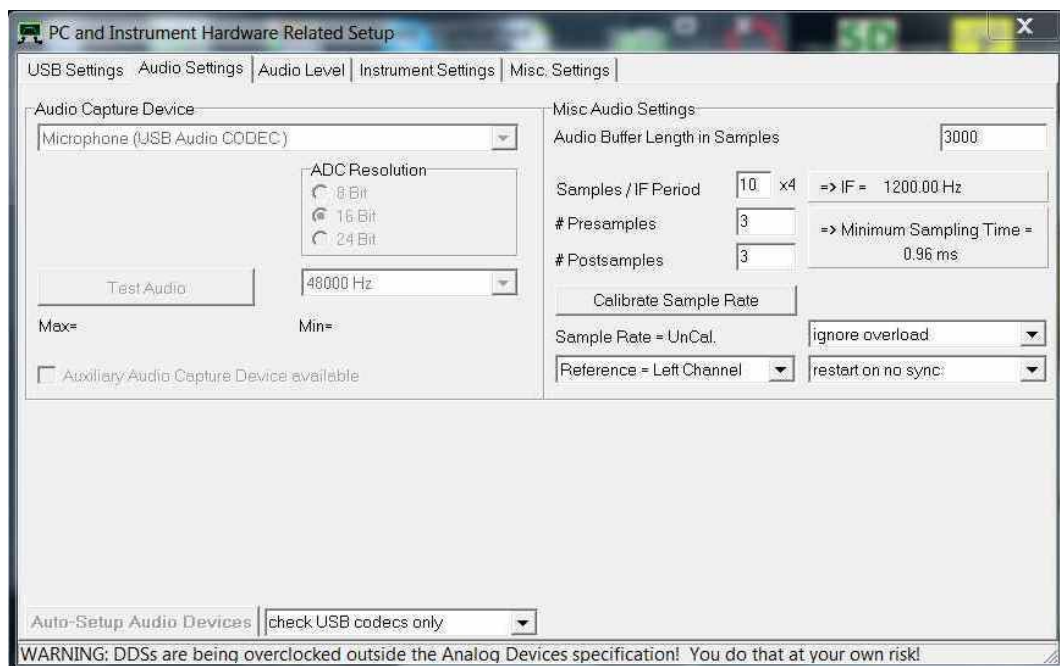 PC and Instrument Hardware Related Setup
X
SD
USB Settings
Audio Settings
Audio Level
Instrument Settings
Misc. Settings
Audio Capture Device
Microphone (USB Audio CODEC)
ADC Resolution
8 Bit
16 Bit
24 Bit
Test Audio
48000 Hz
Max=
Min=
Auxiliary Audio Capture Device available
Misc Audio Settings
Audio Buffer Length in Samples
3000
Samples / IF Period
10 x4
=> IF = 1200.00 Hz
# Presamples
3
=> Minimum Sampling Time =
0.96 ms
# Postsamples
3
Calibrate Sample Rate
Sample Rate = UnCal.
ignore overload
Reference = Left Channel
restart on no sync.
Auto-Setup Audio Devices
check USB codecs only
WARNING: DDSs are being overclocked outside the Analog Devices specification! You do that at your own risk!